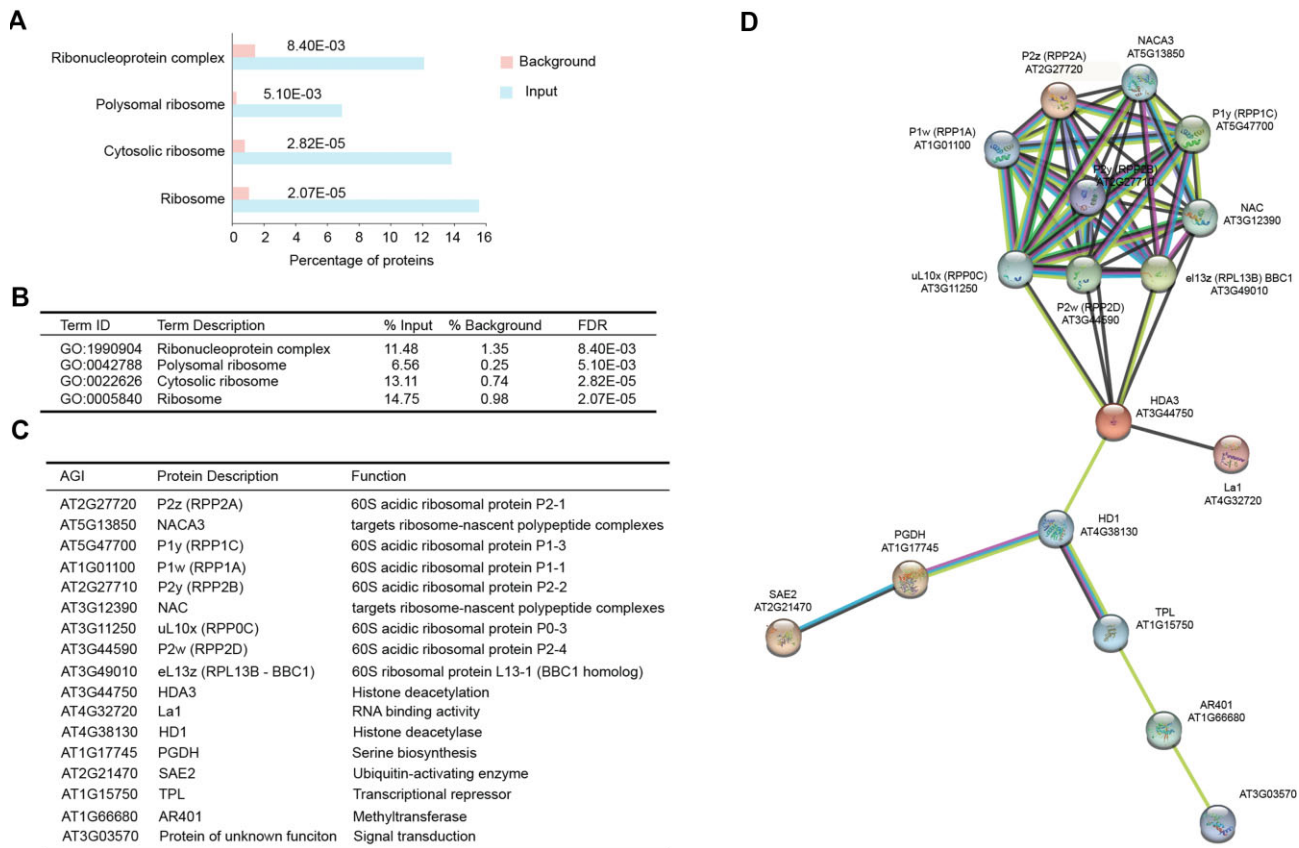 A
Ribonucleoprotein complex
8.40E-03
Polysomal ribosome
5.10E-03
Cytosolic ribosome
2.82E-05
Ribosome
2.07E-05
0 2 4 6 8 10 12 14 16
Percentage of proteins
Background
Input
B
Term ID Term Description % Input % Background FDR
GO:1990904 Ribonucleoprotein complex 11.48 1.35 8.40E-03
GO:0042788 Polysomal ribosome 6.56 0.25 5.10E-03
GO:0022626 Cytosolic ribosome 13.11 0.74 2.82E-05
GO:0005840 Ribosome 14.75 0.98 2.07E-05
C
AGI Protein Description Function
AT2G27720 P2z (RPP2A) 60S acidic ribosomal protein P2-1
AT5G13850 NACA3 targets ribosome-nascent polypeptide complexes
AT5G47700 P1y (RPP1C) 60S acidic ribosomal protein P1-3
AT1G01100 P1w (RPP1A) 60S acidic ribosomal protein P1-1
AT2G27710 P2y (RPP2B) 60S acidic ribosomal protein P2-2
AT3G12390 NAC targets ribosome-nascent polypeptide complexes
AT3G11250 uL10x (RPP0C) 60S acidic ribosomal protein P0-3
AT3G44590 P2w (RPP2D) 60S acidic ribosomal protein P2-4
AT3G49010 eL13z (RPL13B - BBC1) 60S ribosomal protein L13-1 (BBC1 homolog)
AT3G44750 HDA3 Histone deacetylation
AT4G32720 La1 RNA binding activity
AT4G38130 HD1 Histone deacetylase
AT1G17745 PGDH Serine biosynthesis
AT2G21470 SAE2 Ubiquitin-activating enzyme
AT1G15750 TPL Transcriptional repressor
AT1G66680 AR401 Methyltransferase
AT3G03570 Protein of unknown funciton Signal transduction
D
NACA3
AT5G13850
P2z (RPP2A)
AT2G27720
P1y (RPP1C)
AT5G47700
P1w (RPP1A)
AT1G01100
P2y (RPP2B)
AT2G27710
NAC
AT3G12390
uL10x (RPP0C)
AT3G11250
el13z (RPL13B) BBC1
AT3G49010
P2w (RPP2D)
AT3G44590
HDA3
AT3G44750
La1
AT4G32720
HD1
AT4G38130
PGDH
AT1G17745
SAE2
AT2G21470
TPL
AT1G15750
AR401
AT1G66680
AT3G03570